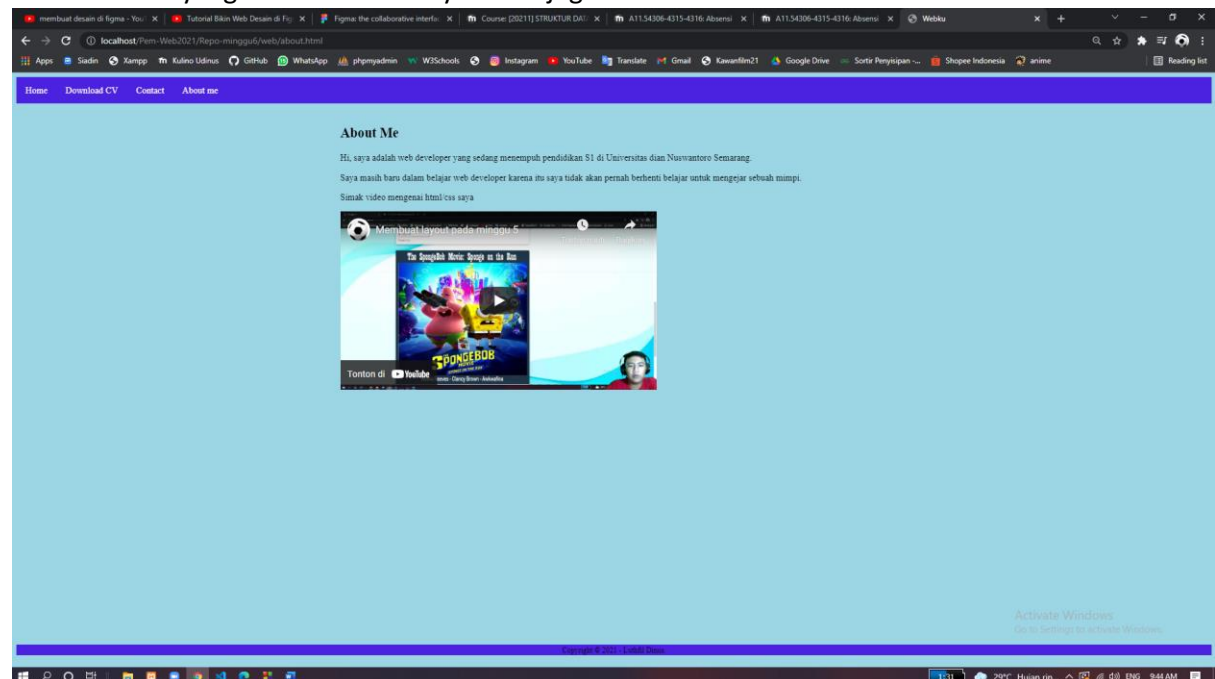 membuat desain di figma - You
Tutorial Bikin Web Desain di Fig
Figma: the collaborative interfac
Course: [20211] STRUKTUR DAT
A11.54306-4315-4316: Absensi
A11.54306-4315-4316: Absensi
Webku
localhost/Pem-Web2021/Repo-minggu6/web/about.html
Apps Siadin Xampp Kulino Udinus GitHub WhatsApp phpmyadmin W3Schools Instagram YouTube Translate Gmail Kawanfilm21 Google Drive Sortir Penyisipan -... Shopee Indonesia anime Reading list
Home Download CV Contact About me
About Me
Hi, saya adalah web developer yang sedang menempuh pendidikan S1 di Universitas dian Nuswantoro Semarang.
Saya masih baru dalam belajar web developer karena itu saya tidak akan pernah berhenti belajar untuk mengejar sebuah mimpi.
Simak video mengenai html/css saya
Membuat layout pada minggu 5
The SpongeBob Movie: Sponge on the Run
SPONGEBOB
Tonton di YouTube
Clancy Brown - Awkwafina
Activate Windows
Go to Settings to activate Windows.
Copyright © 2021 -
1:31 29°C Hujan rin ENG 9:44 AM